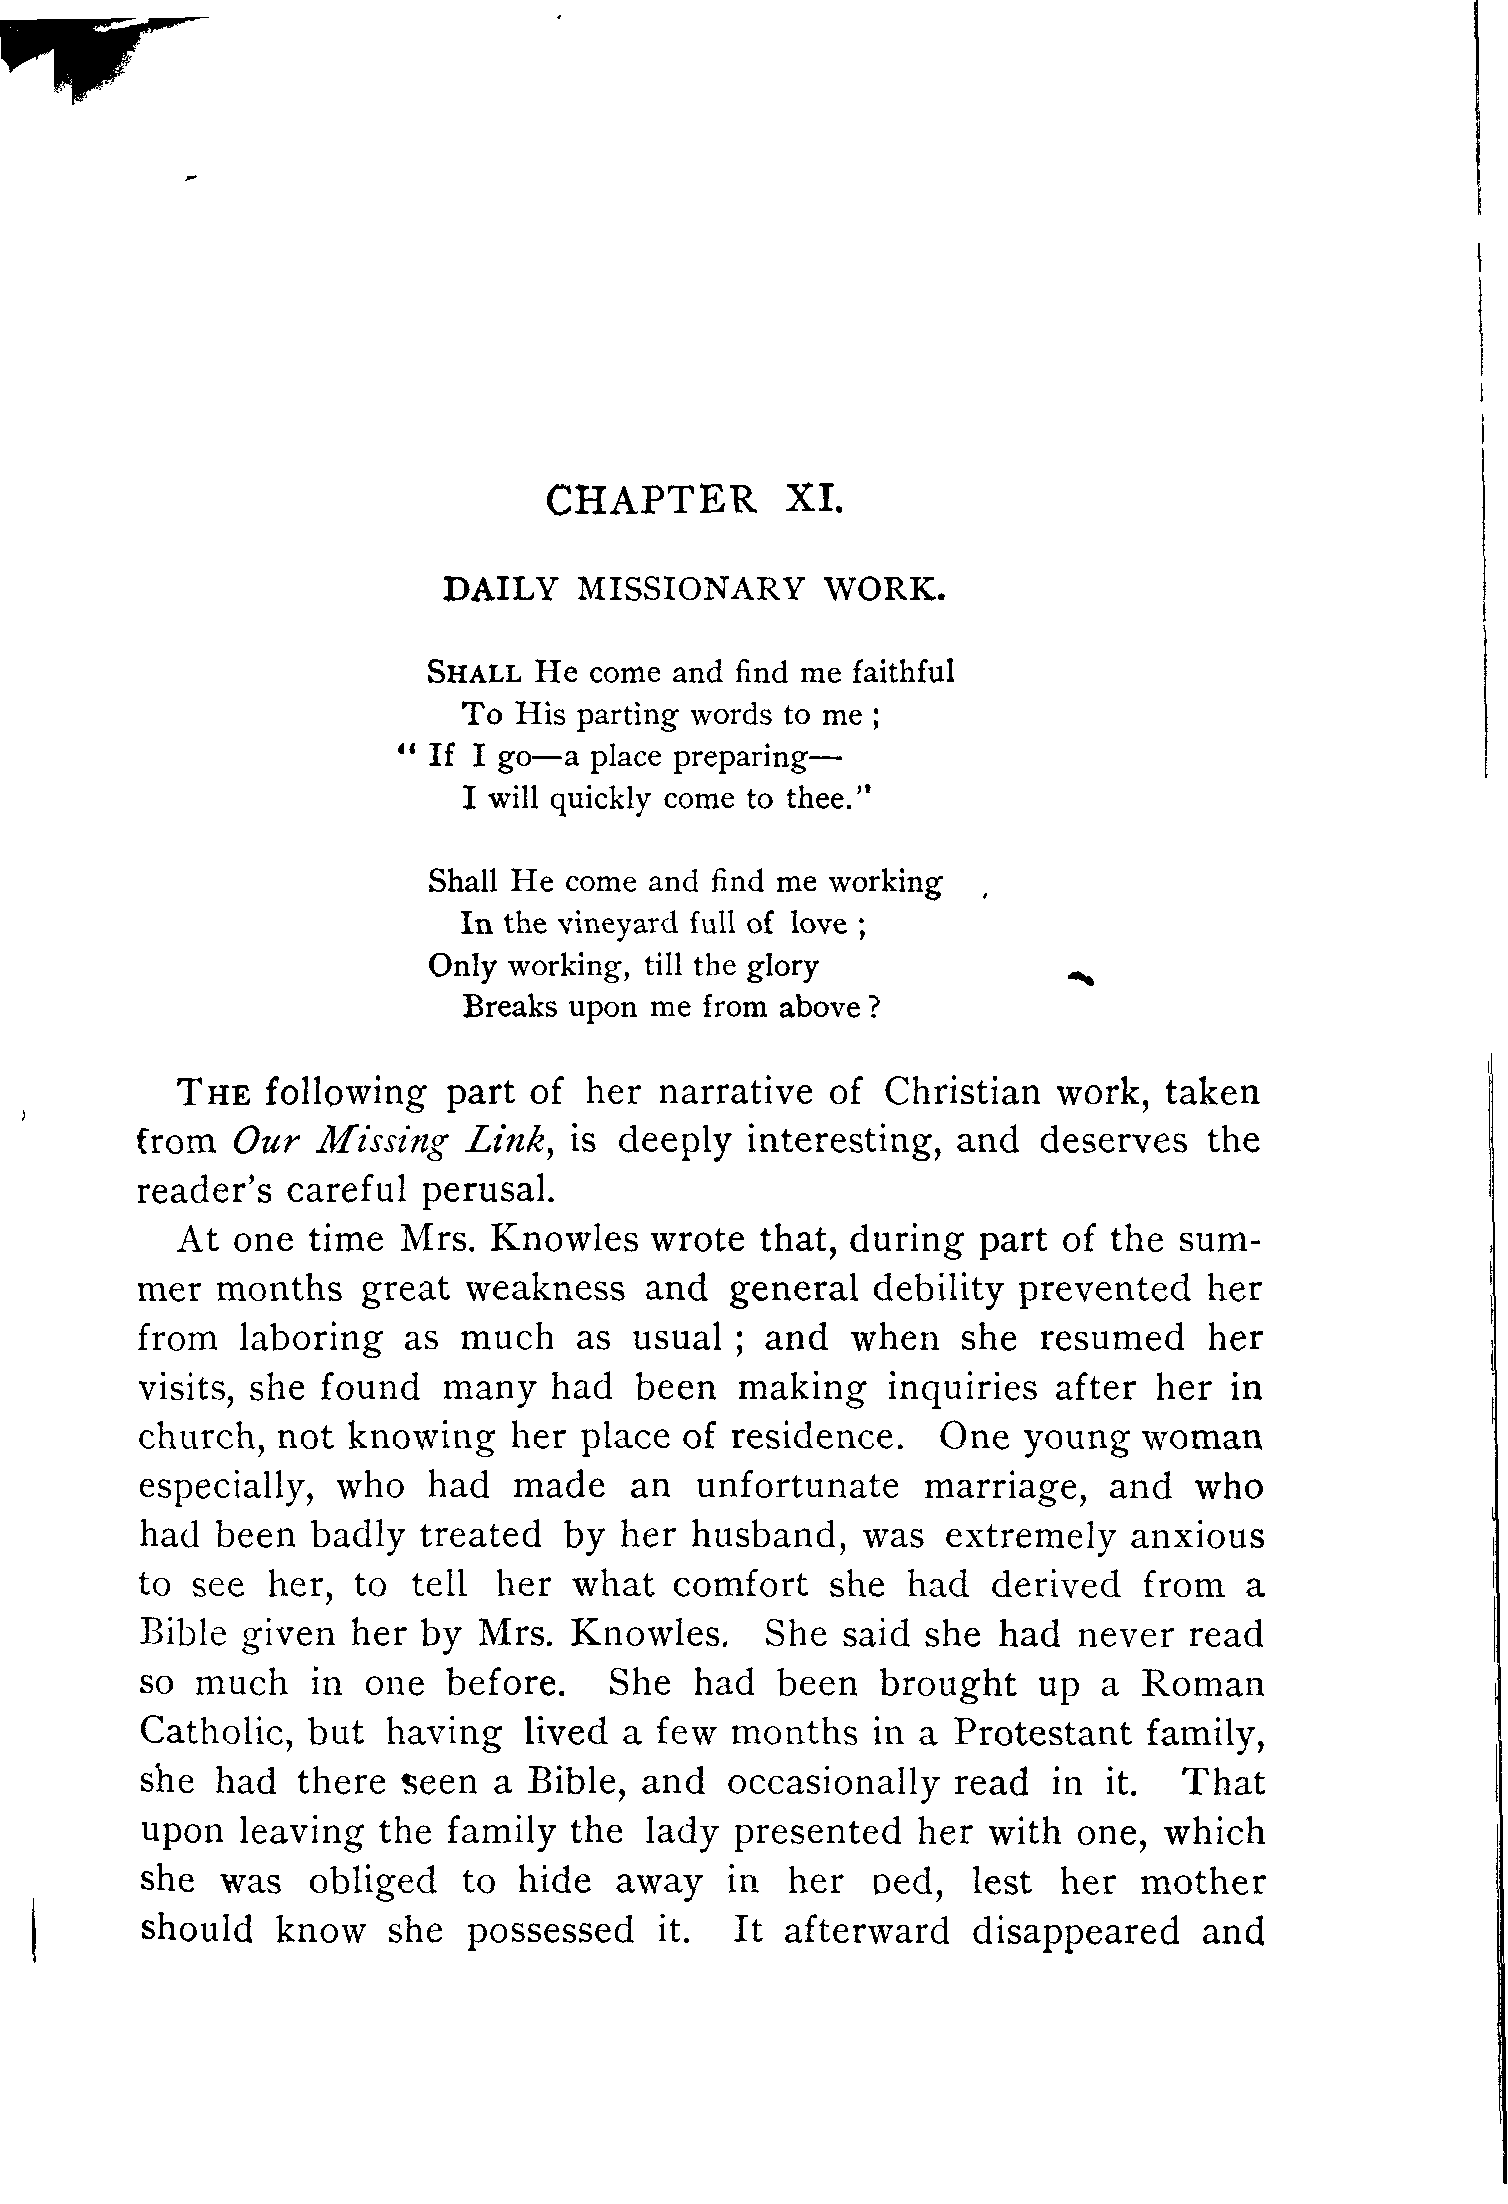 CHAPTER XI.
DAILY MISSIONARY WORK.
SHALL He come and find me faithful
To His parting words to me ;
" If I go—a place preparing—
I will quickly come to thee."
Shall He come and find me working
In the vineyard full of love ;
Only working, till the glory
Breaks upon me from above ?
THE following part of her narrative of Christian work, taken
from Our Missing Link, is deeply interesting, and deserves the
reader's careful perusal.
At one time Mrs. Knowles wrote that, during part of the sum-
mer months great weakness and general debility prevented her
from laboring as much as usual ; and when she resumed her
visits, she found many had been making inquiries after her in
church, not knowing her place of residence. One young woman
especially, who had made an unfortunate marriage, and who
had been badly treated by her husband, was extremely anxious
to see her, to tell her what comfort she had derived from a
Bible given her by Mrs. Knowles. She said she had never read
so much in one before. She had been brought up a Roman
Catholic, but having lived a few months in a Protestant family,
she had there seen a Bible, and occasionally read in it. That
upon leaving the family the lady presented her with one, which
she was obliged to hide away in her bed, lest her mother
should know she possessed it. It afterward disappeared and